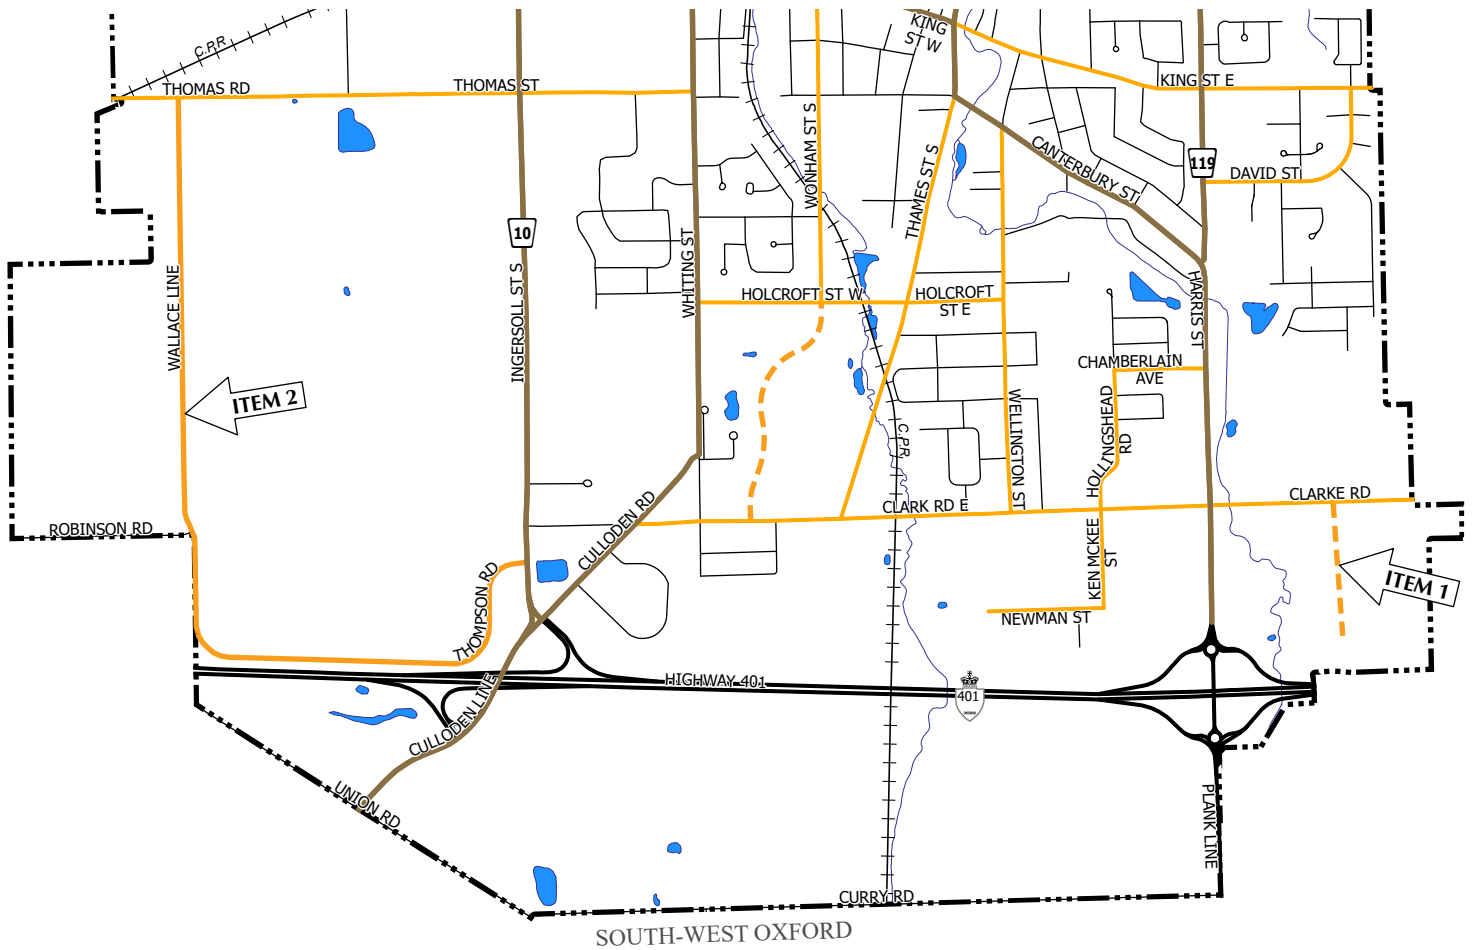 KING
ST W
C.P.R
THOMAS RD
THOMAS ST
KING ST E
WONHAM ST S
THAMES ST S
CANTERBURY ST
119
DAVID ST
10
WHITING ST
INGERSOLL ST S
WALLACE LINE
HOLCROFT ST W
HOLCROFT
ST E
HARRIS ST
CHAMBERLAIN
AVE
ITEM 2
WELLINGTON ST
HOLLINGSHEAD
RD
C.P.R
CLARK RD E
CLARKE RD
ROBINSON RD
CULLODEN RD
KEN MCKEE
ST
ITEM 1
THOMPSON RD
NEWMAN ST
HIGHWAY 401
401
ONTARIO
CULLODEN LINE
UNION RD
PLANK LINE
CURRY RD
SOUTH-WEST OXFORD